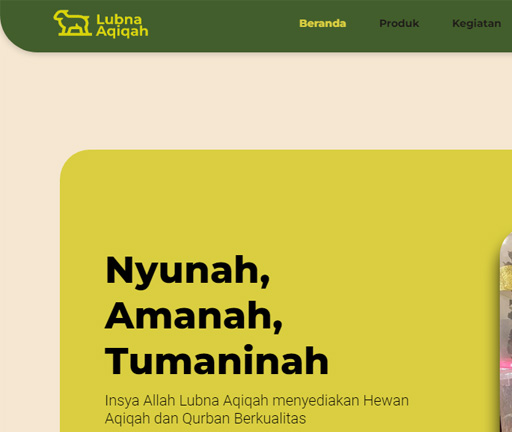 Lubna
Aqiqah
Beranda Produk Kegiatan
Nyunah,
Amanah,
Tumaninah
Insya Allah Lubna Aqiqah menyediakan Hewan
Aqiqah dan Qurban Berkualitas